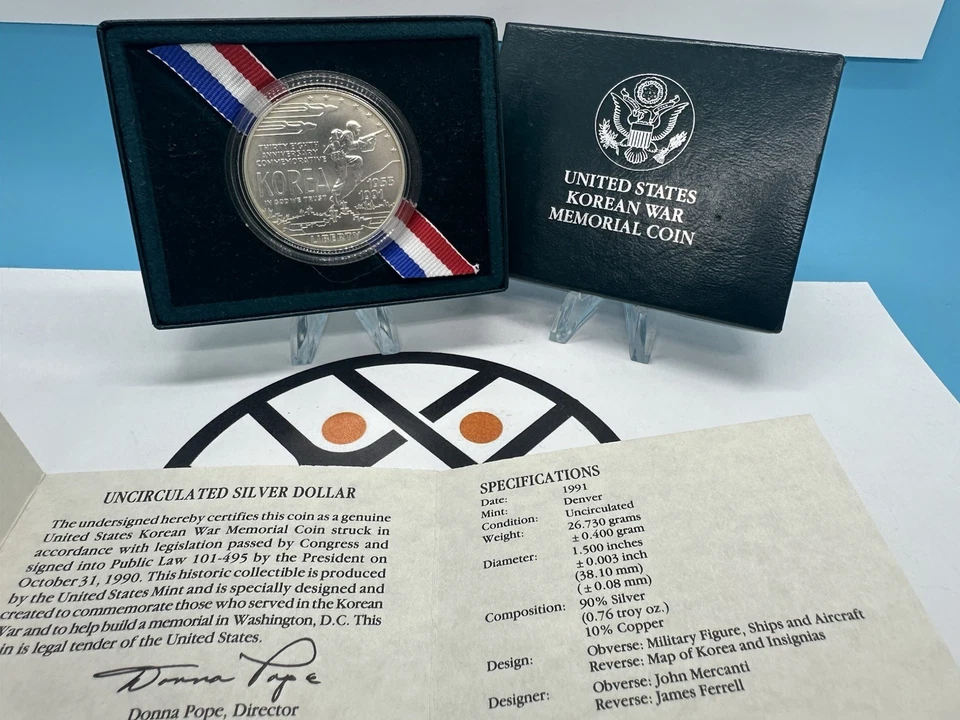 THIRTY EIGHTH
ANNIVERSARY
COMMEMORATIVE
KOREA
IN GOD WE TRUST
1953
1991
LIBERTY
UNITED STATES
KOREAN WAR
MEMORIAL COIN
UNCIRCULATED SILVER DOLLAR
The undersigned hereby certifies this coin as a genuine
United States Korean War Memorial Coin struck in
accordance with legislation passed by Congress and
signed into Public Law 101-495 by the President on
October 31, 1990. This historic collectible is produced
by the United States Mint and is specially designed and
created to commemorate those who served in the Korean
War and to help build a memorial in Washington, D.C. This
in is legal tender of the United States.
Donna Pope
Donna Pope, Director
SPECIFICATIONS
Date: 1991
Mint: Denver
Condition: Uncirculated
Weight: 26.730 grams
± 0.400 gram
Diameter: 1.500 inches
± 0.003 inch
(38.10 mm)
(± 0.08 mm)
Composition: 90% Silver
(0.76 troy oz.)
10% Copper
Design: Obverse: Military Figure, Ships and Aircraft
Reverse: Map of Korea and Insignias
Designer: Obverse: John Mercanti
Reverse: James Ferrell